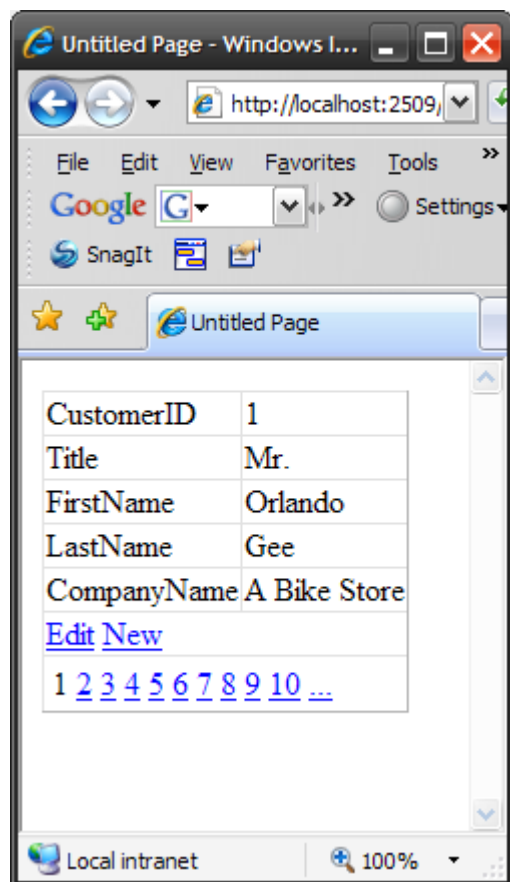 Untitled Page - Windows I...
http://localhost:2509/
File Edit View Favorites Tools »
Google G » Settings
SnagIt
Untitled Page
CustomerID 1
Title Mr.
FirstName Orlando
LastName Gee
CompanyName A Bike Store
Edit New
1 2 3 4 5 6 7 8 9 10 ...
Local intranet 100%